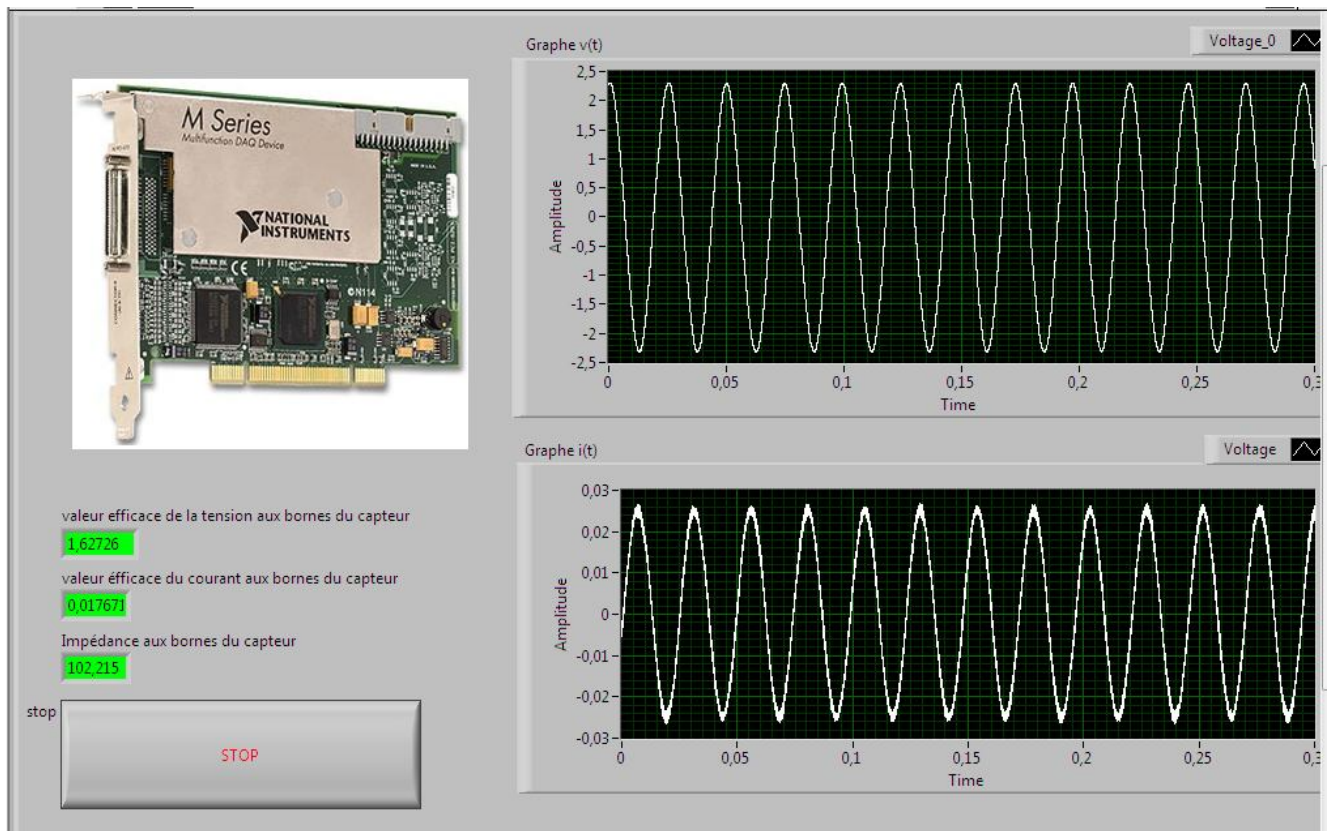 M Series
Multifunction DAQ Device
NATIONAL
INSTRUMENTS
N114
valeur efficace de la tension aux bornes du capteur
1,62726
valeur éfficace du courant aux bornes du capteur
0,017671
Impédance aux bornes du capteur
102,215
stop
STOP
Graphe v(t)
Voltage_0
Amplitude
2,5
2
1,5
1
0,5
0
-0,5
-1
-1,5
-2
-2,5
0 0,05 0,1 0,15 0,2 0,25 0,3
Time
Graphe i(t)
Voltage
Amplitude
0,03
0,02
0,01
0
-0,01
-0,02
-0,03
0 0,05 0,1 0,15 0,2 0,25 0,3
Time